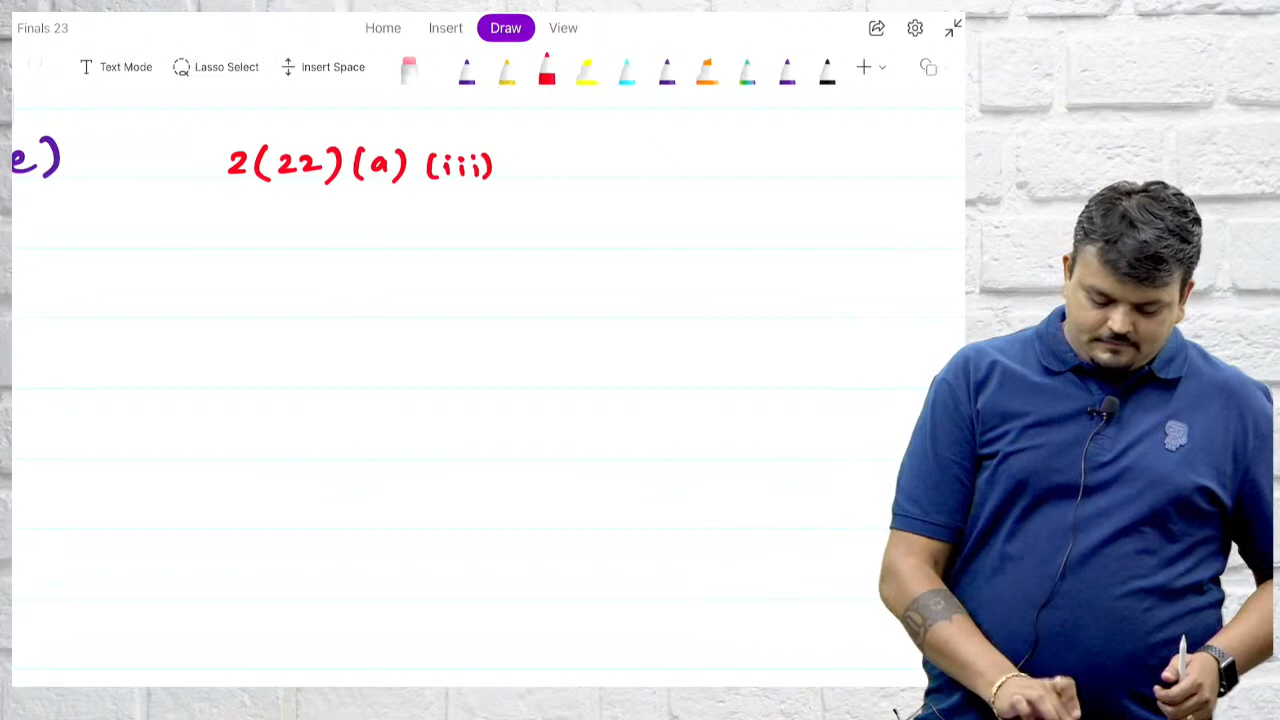 Finals 23
Home Insert Draw View
Text Mode Lasso Select Insert Space
e) 2(22)(a)(iii)